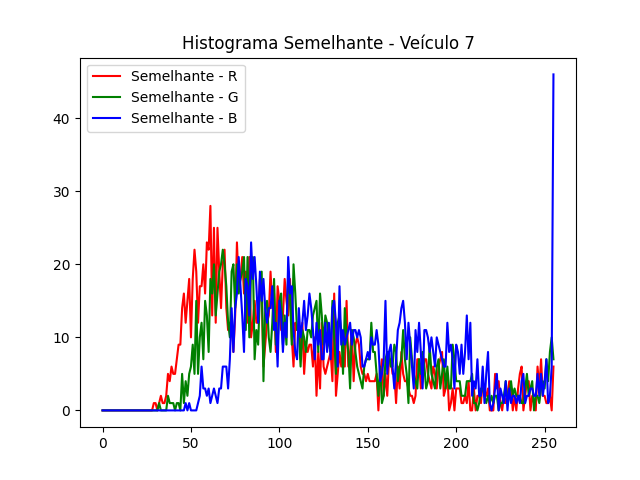 Histograma Semelhante - Veículo 7
Semelhante - R
Semelhante - G
Semelhante - B
40
30
20
10
0
0 50 100 150 200 250